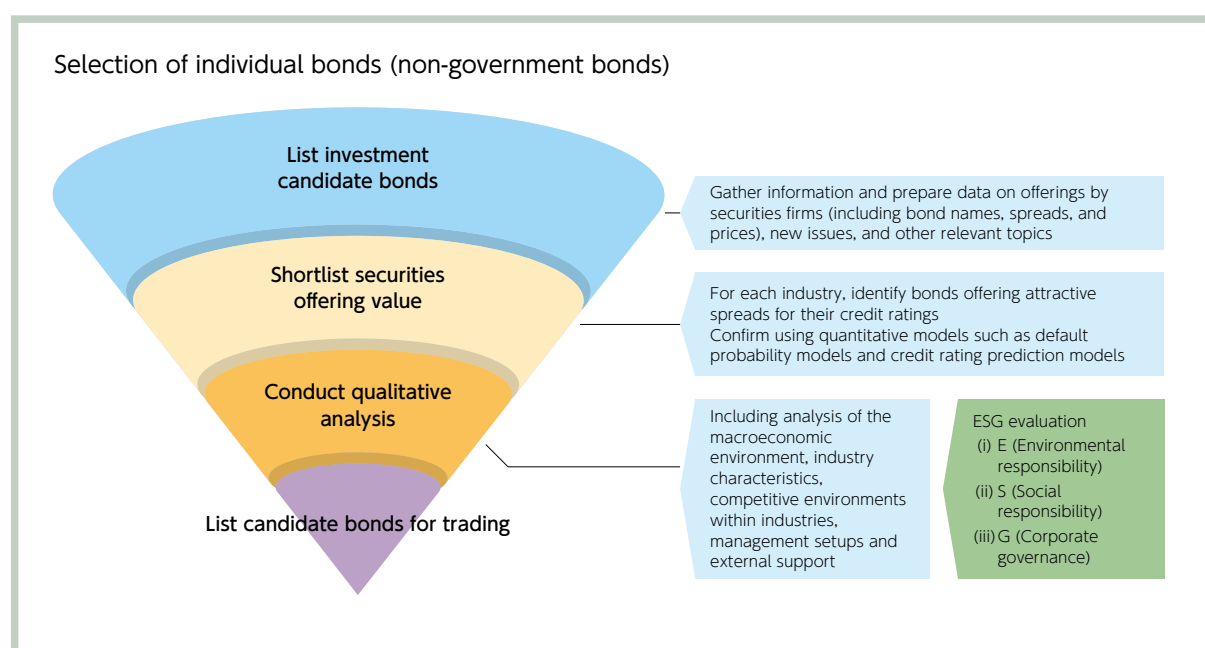 Selection of individual bonds (non-government bonds)
List investment
candidate bonds
Gather information and prepare data on offerings by
securities firms (including bond names, spreads, and
prices), new issues, and other relevant topics
Shortlist securities
offering value
For each industry, identify bonds offering attractive
spreads for their credit ratings
Confirm using quantitative models such as default
probability models and credit rating prediction models
Conduct qualitative
analysis
Including analysis of the
macroeconomic
environment, industry
characteristics,
competitive environments
within industries,
management setups and
external support
ESG evaluation
(i) E (Environmental
responsibility)
(ii) S (Social
responsibility)
(iii) G (Corporate
governance)
List candidate bonds for trading